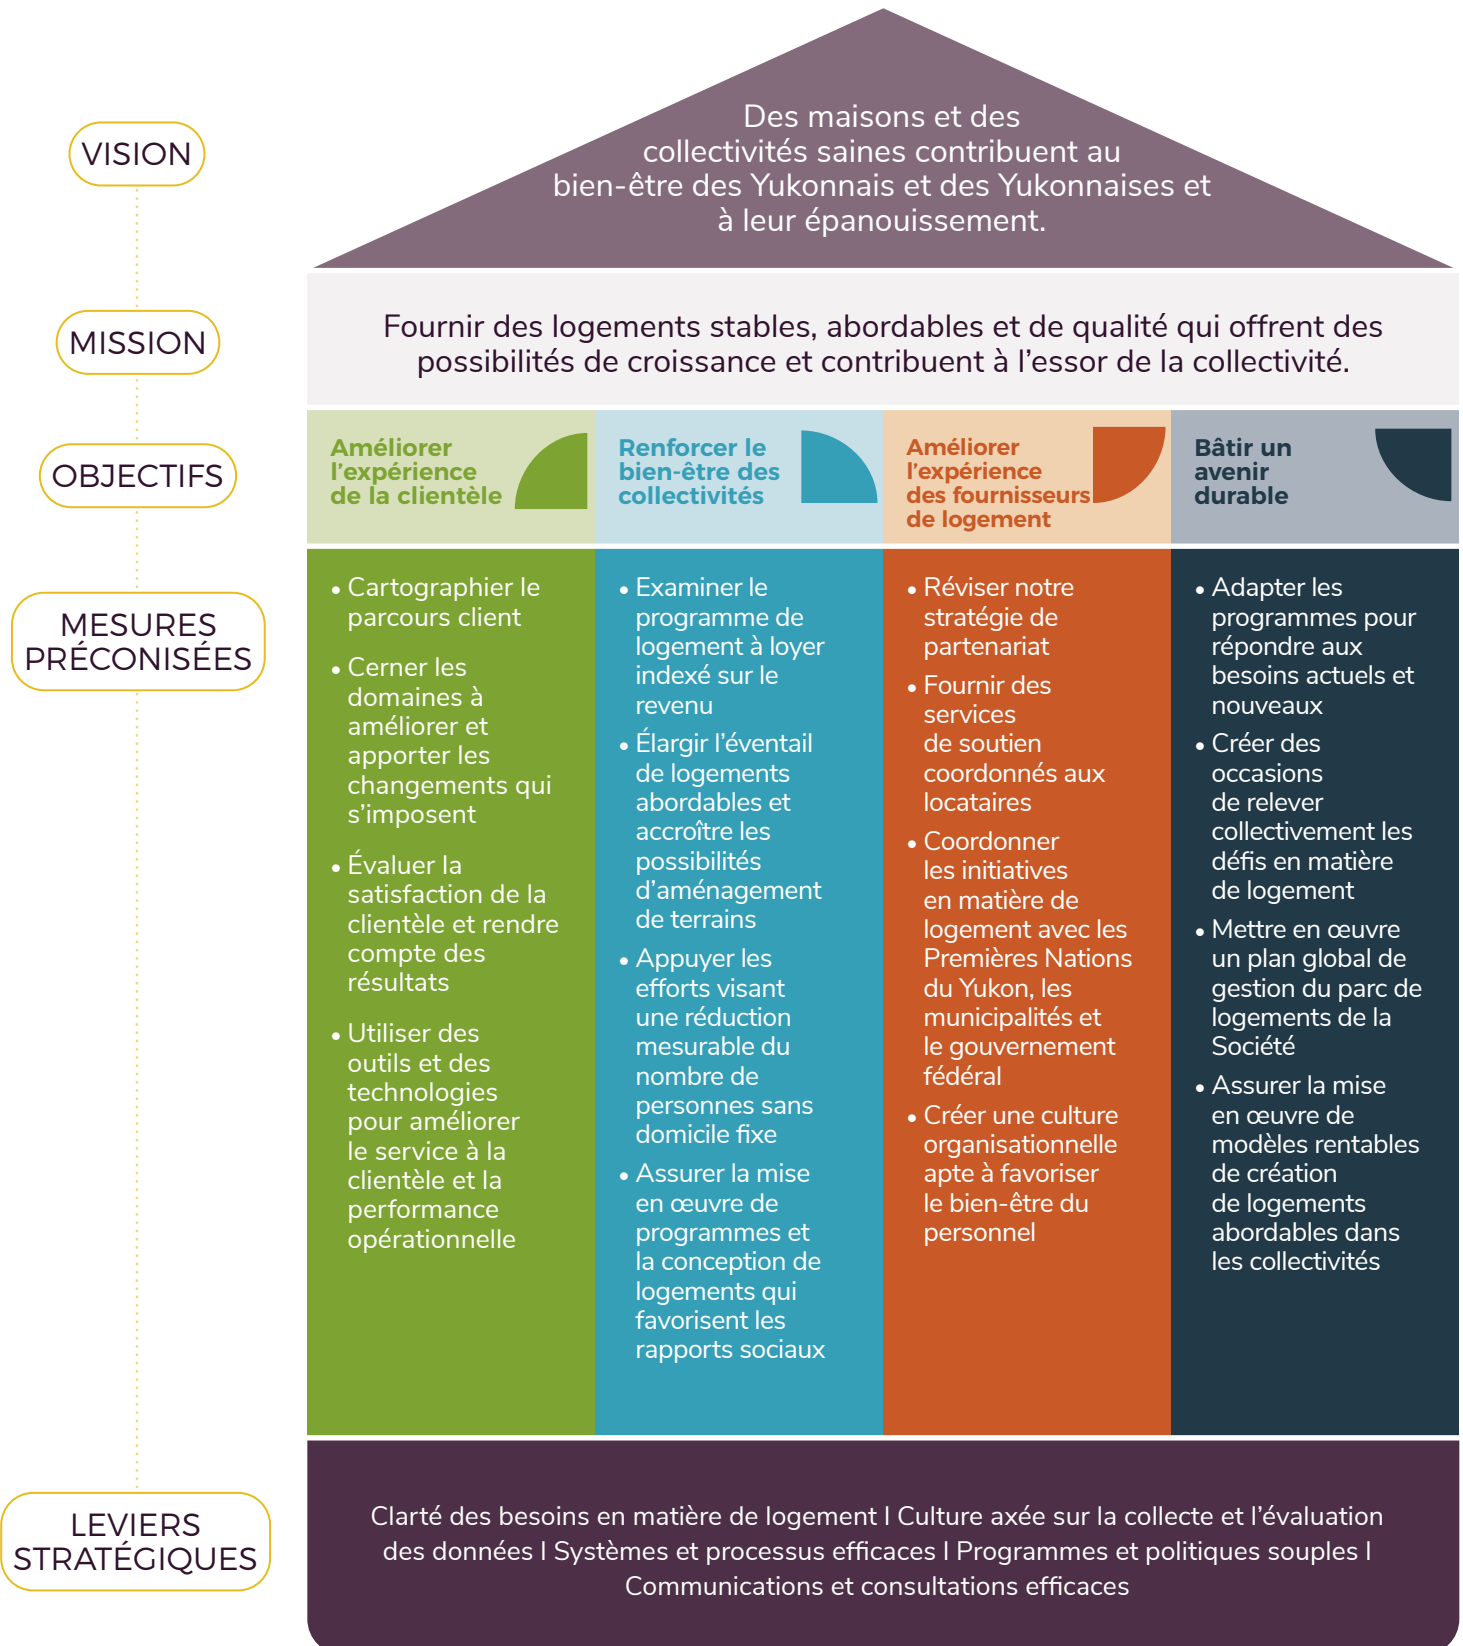 VISION
Des maisons et des
collectivités saines contribuent au
bien-être des Yukonnais et des Yukonnaises et
à leur épanouissement.
MISSION
Fournir des logements stables, abordables et de qualité qui offrent des
possibilités de croissance et contribuent à l’essor de la collectivité.
OBJECTIFS
Améliorer
l’expérience
de la clientèle
Renforcer le
bien-être des
collectivités
Améliorer
l’expérience
des fournisseurs
de logement
Bâtir un
avenir
durable
MESURES
PRÉCONISÉES
• Cartographier le
parcours client
• Cerner les
domaines à
améliorer et
apporter les
changements qui
s’imposent
• Évaluer la
satisfaction de la
clientèle et rendre
compte des
résultats
• Utiliser des
outils et des
technologies
pour améliorer
le service à la
clientèle et la
performance
opérationnelle
• Examiner le
programme de
logement à loyer
indexé sur le
revenu
• Élargir l’éventail
de logements
abordables et
accroître les
possibilités
d’aménagement
de terrains
• Appuyer les
efforts visant
une réduction
mesurable du
nombre de
personnes sans
domicile fixe
• Assurer la mise
en œuvre de
programmes et
la conception de
logements qui
favorisent les
rapports sociaux
• Réviser notre
stratégie de
partenariat
• Fournir des
services
de soutien
coordonnés aux
locataires
• Coordonner
les initiatives
en matière de
logement avec les
Premières Nations
du Yukon, les
municipalités et
le gouvernement
fédéral
• Créer une culture
organisationnelle
apte à favoriser
le bien-être du
personnel
• Adapter les
programmes pour
répondre aux
besoins actuels et
nouveaux
• Créer des
occasions
de relever
collectivement les
défis en matière
de logement
• Mettre en œuvre
un plan global de
gestion du parc de
logements de la
Société
• Assurer la mise
en œuvre de
modèles rentables
de création
de logements
abordables dans
les collectivités
LEVIERS
STRATÉGIQUES
Clarté des besoins en matière de logement I Culture axée sur la collecte et l’évaluation
des données I Systèmes et processus efficaces I Programmes et politiques souples I
Communications et consultations efficaces